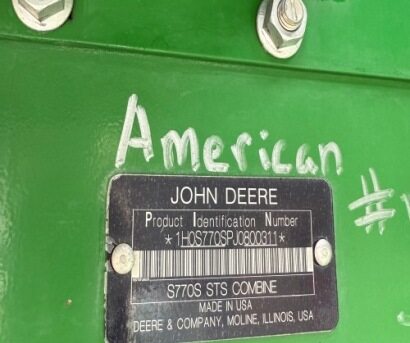 American
#
JOHN DEERE
Product Identification Number
*1H0S770SPJ0800311*
S770S STS COMBINE
MADE IN USA
DEERE & COMPANY, MOLINE, ILLINOIS, USA